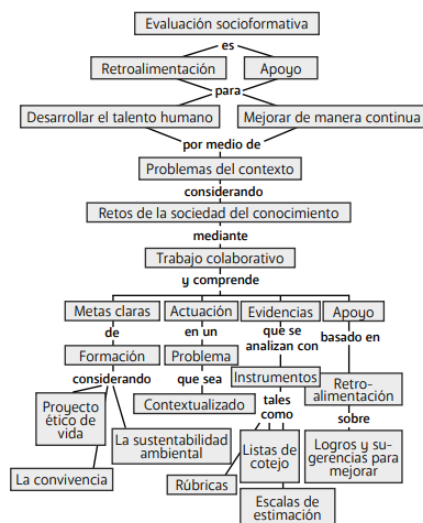 Evaluación socioformativa
es
Retroalimentación
Apoyo
para
Desarrollar el talento humano
Mejorar de manera continua
por medio de
Problemas del contexto
considerando
Retos de la sociedad del conocimiento
mediante
Trabajo colaborativo
y comprende
Metas claras
Actuación
Evidencias
Apoyo
de
en un
que se
analizan con
basado en
Formación
Problema
considerando
que sea
Instrumentos
Retro-
alimentación
Proyecto
ético de
vida
Contextualizado
tales
como
sobre
La sustentabilidad
ambiental
Listas de
cotejo
Logros y su-
gerencias para
mejorar
La convivencia
Rúbricas
Escalas de
estimación